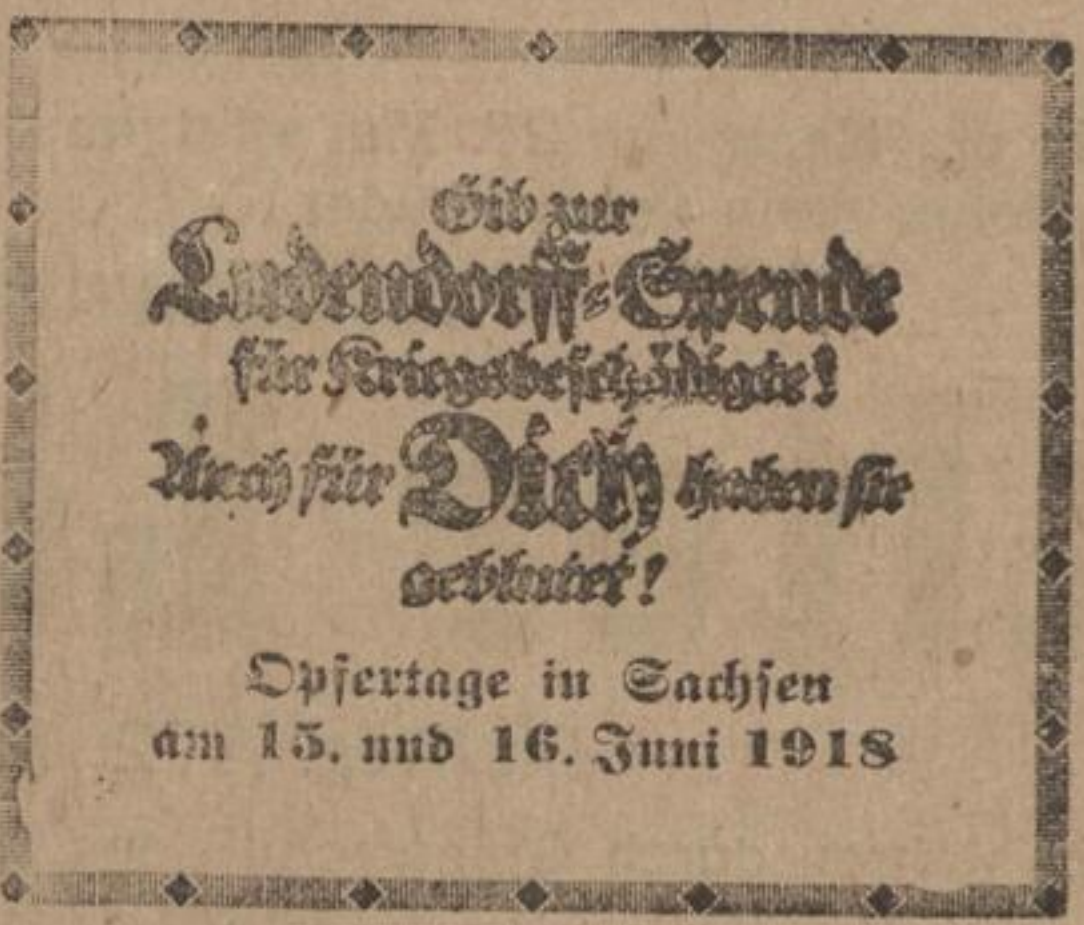 Gib zur
Ludendorff-Spende
für Kriegsbeschädigte!
Auch für Dich haben sie
geblutet!
Opfertage in Sachsen
am 15. und 16. Juni 1918